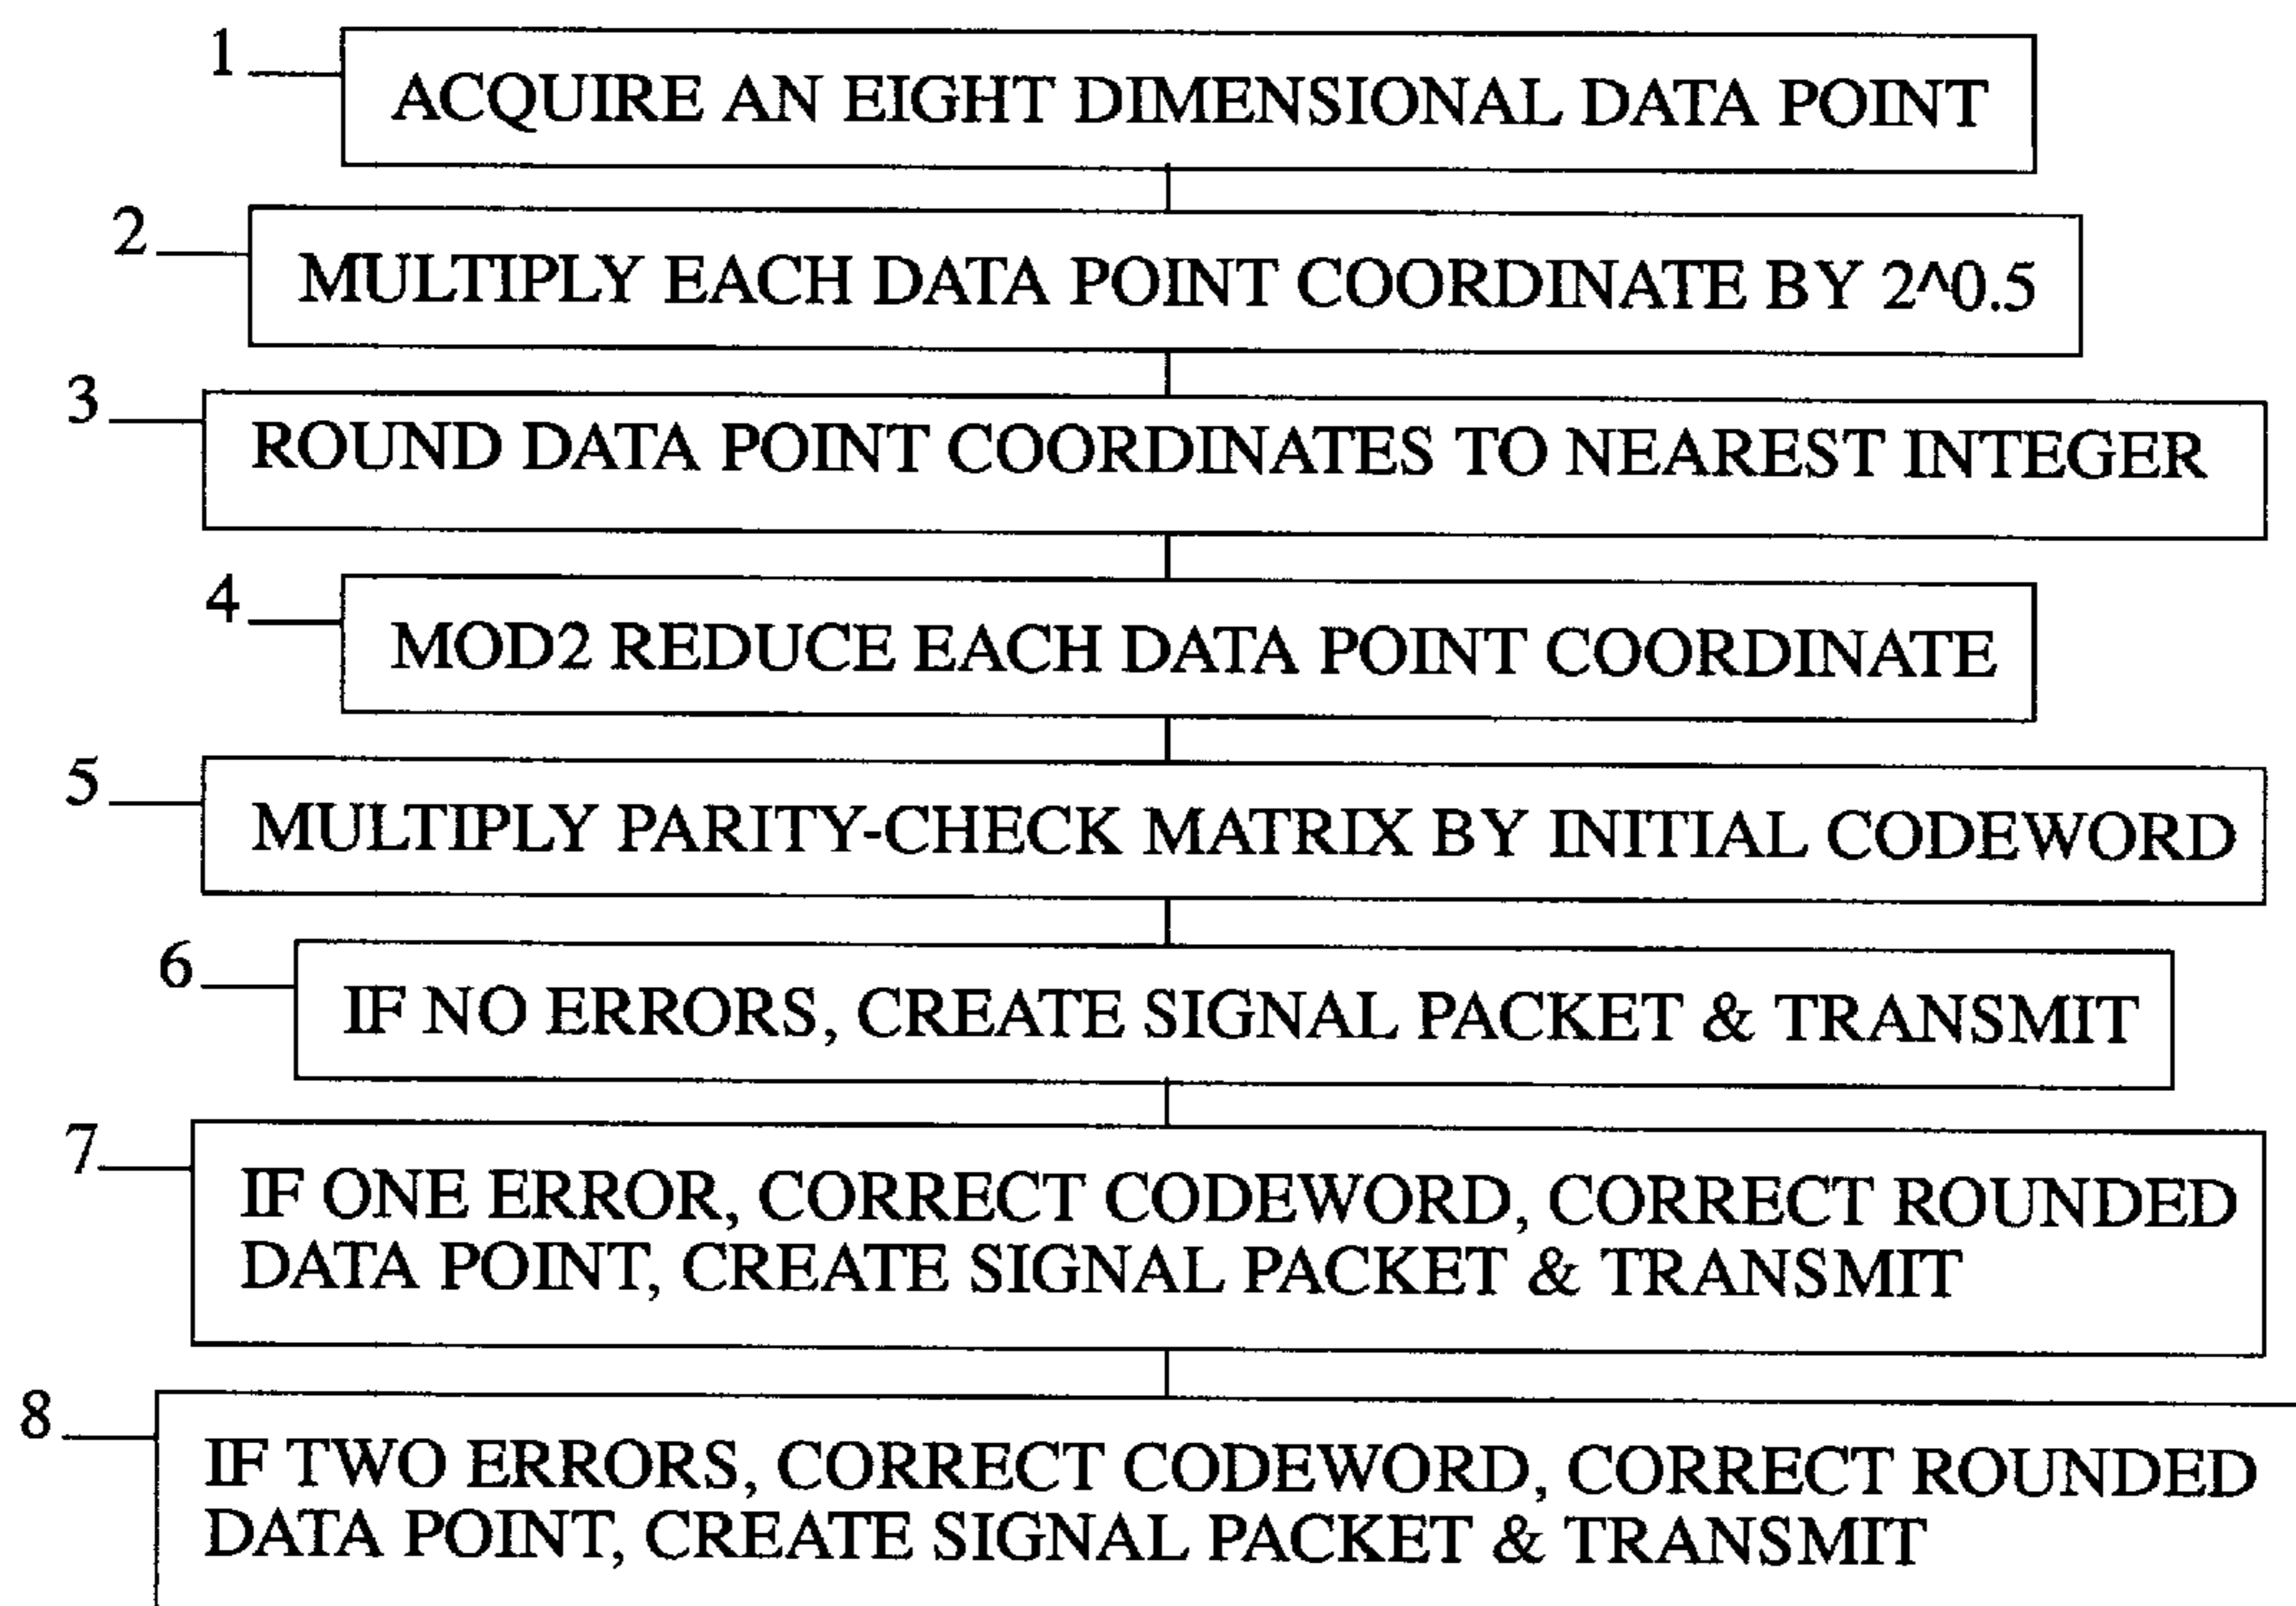 1
ACQUIRE AN EIGHT DIMENSIONAL DATA POINT
2
MULTIPLY EACH DATA POINT COORDINATE BY 2^0.5
3
ROUND DATA POINT COORDINATES TO NEAREST INTEGER
4
MOD2 REDUCE EACH DATA POINT COORDINATE
5
MULTIPLY PARITY-CHECK MATRIX BY INITIAL CODEWORD
6
IF NO ERRORS, CREATE SIGNAL PACKET & TRANSMIT
7
IF ONE ERROR, CORRECT CODEWORD, CORRECT ROUNDED
DATA POINT, CREATE SIGNAL PACKET & TRANSMIT
8
IF TWO ERRORS, CORRECT CODEWORD, CORRECT ROUNDED
DATA POINT, CREATE SIGNAL PACKET & TRANSMIT